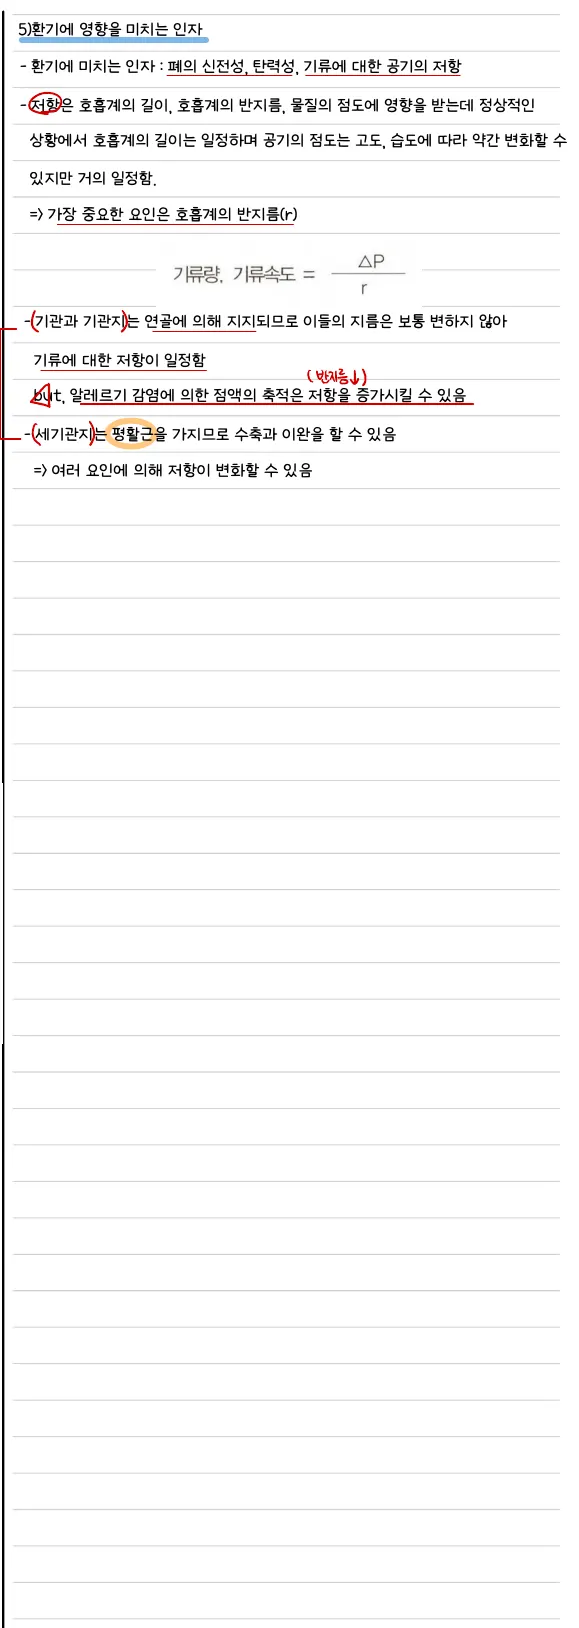 5)환기에 영향을 미치는 인자
- 환기에 미치는 인자 : 폐의 신전성, 탄력성, 기류에 대한 공기의 저항
- 저항은 호흡계의 길이, 호흡계의 반지름, 물질의 점도에 영향을 받는데 정상적인
상황에서 호흡계의 길이는 일정하며 공기의 점도는 고도, 습도에 따라 약간 변화할 수
있지만 거의 일정함.
=> 가장 중요한 요인은 호흡계의 반지름(r)
기류량, 기류속도 = △P / r
-(기관과 기관지)는 연골에 의해 지지되므로 이들의 지름은 보통 변하지 않아
기류에 대한 저항이 일정함
(반지름↓)
but, 알레르기 감염에 의한 점액의 축적은 저항을 증가시킬 수 있음
-(세기관지)는 평활근을 가지므로 수축과 이완을 할 수 있음
=> 여러 요인에 의해 저항이 변화할 수 있음